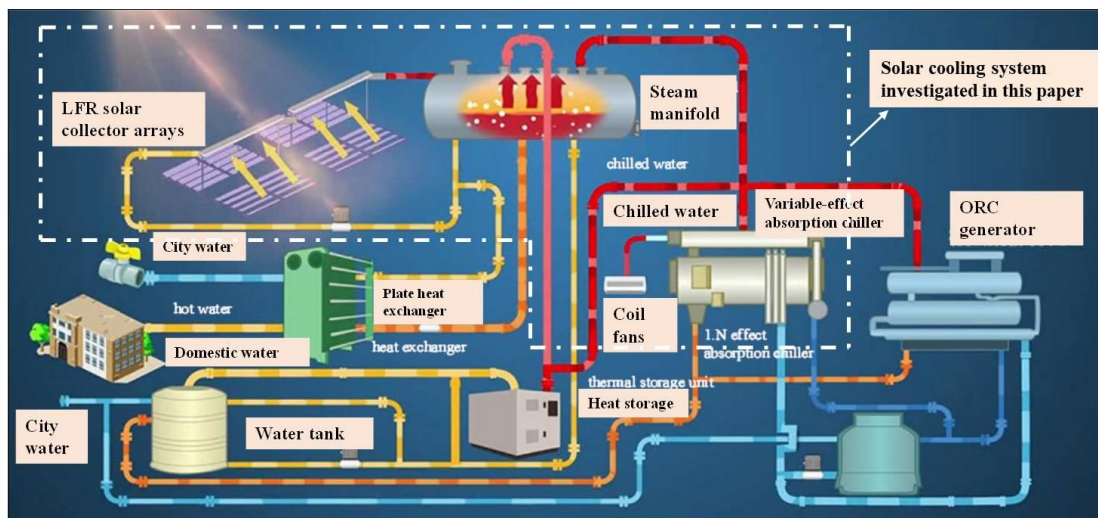 Solar cooling system
investigated in this paper
LFR solar
collector arrays
Steam
manifold
chilled water
Chilled water
Variable-effect
absorption chiller
ORC
generator
City water
Plate heat
exchanger
hot water
heat exchanger
Domestic water
Coil
fans
1.N effect
absorption chiller
thermal storage unit
Heat storage
City
water
Water tank